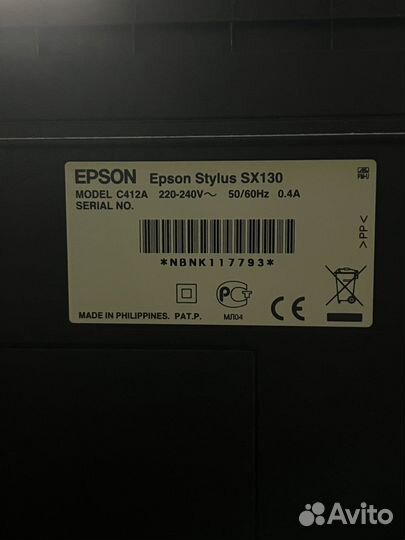 EPSON Epson Stylus SX130
MODEL C412A 220-240V~ 50/60Hz 0.4A
SERIAL NO.
*NBNK117793*
>PP<
РСТ
МЛ04
CE
MADE IN PHILIPPINES. PAT.P.
Avito